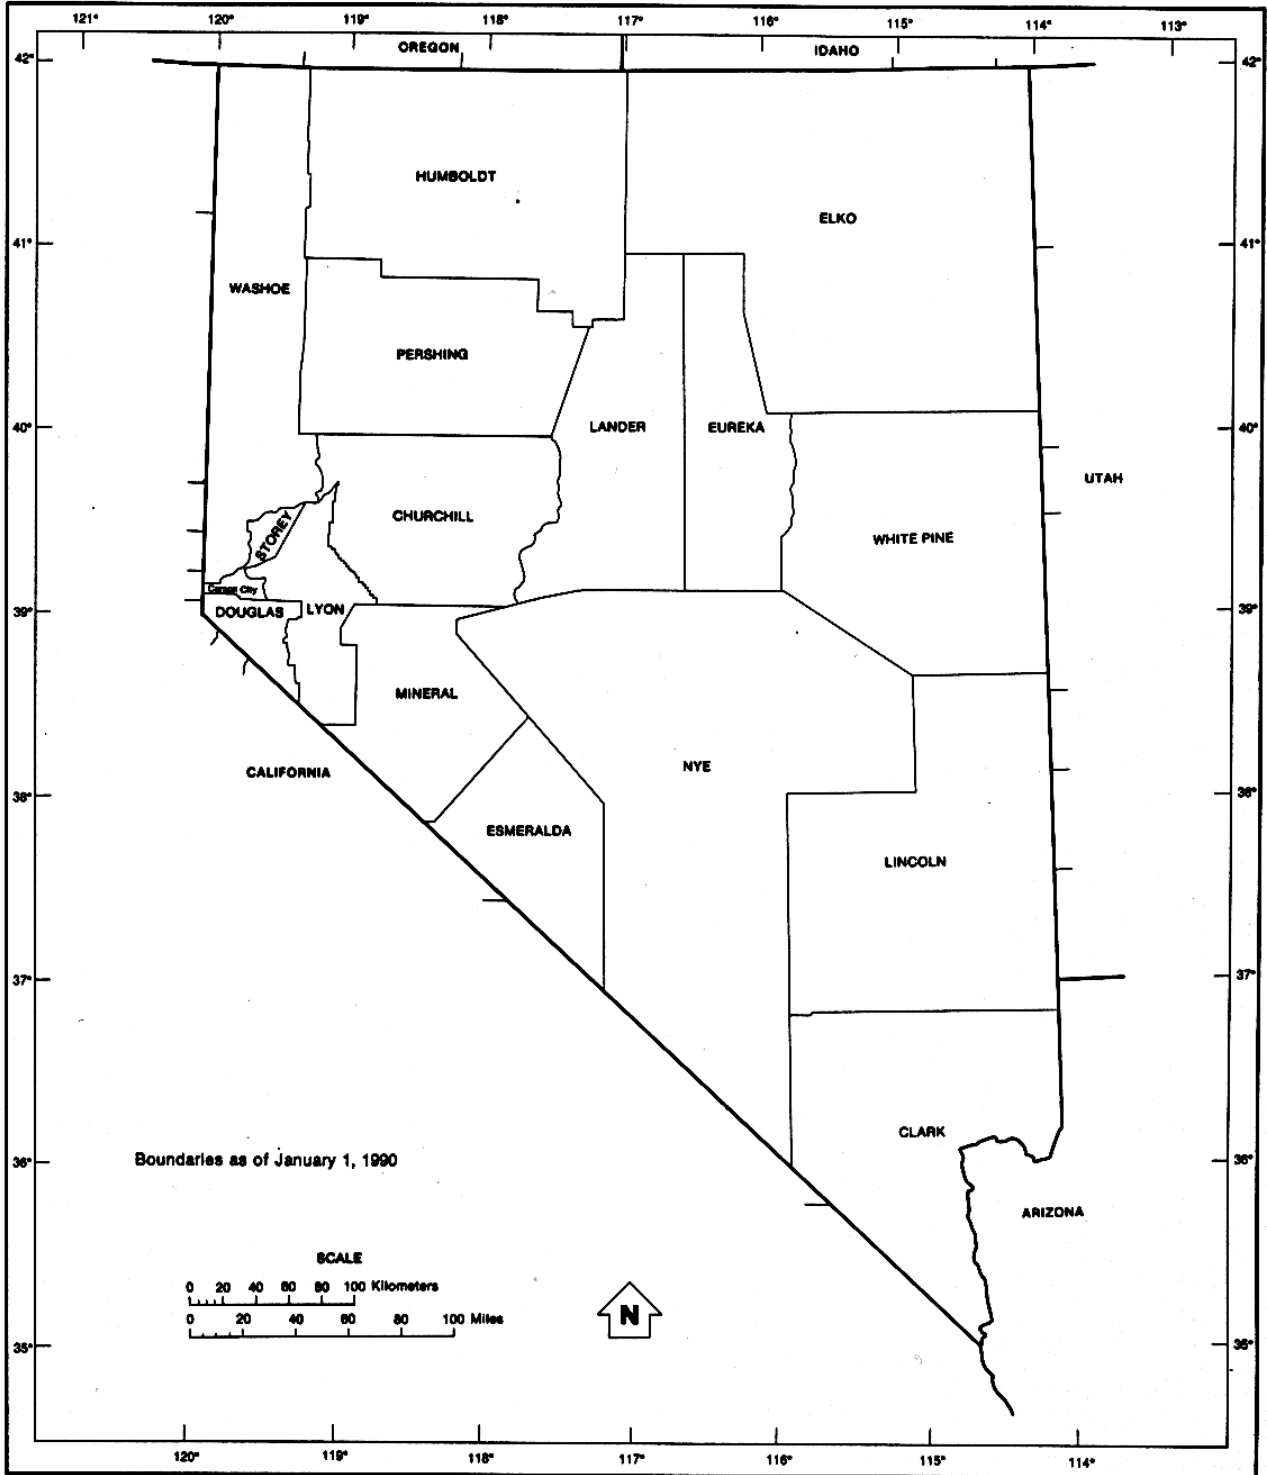 121° 120° 119° 118° 117° 116° 115° 114° 113°
OREGON IDAHO
42° 42°
HUMBOLDT
ELKO
41° 41°
WASHOE
PERSHING
LANDER EUREKA
40° 40°
UTAH
CHURCHILL
STOREY
WHITE PINE
Carson City
DOUGLAS LYON
39° 39°
MINERAL
NYE
CALIFORNIA
38° 38°
ESMERALDA
LINCOLN
37° 37°
CLARK
Boundaries as of January 1, 1990
36° 36°
ARIZONA
SCALE
0 20 40 60 80 100 Kilometers
0 20 40 60 80 100 Miles
N
35° 35°
120° 119° 118° 117° 116° 115° 114°